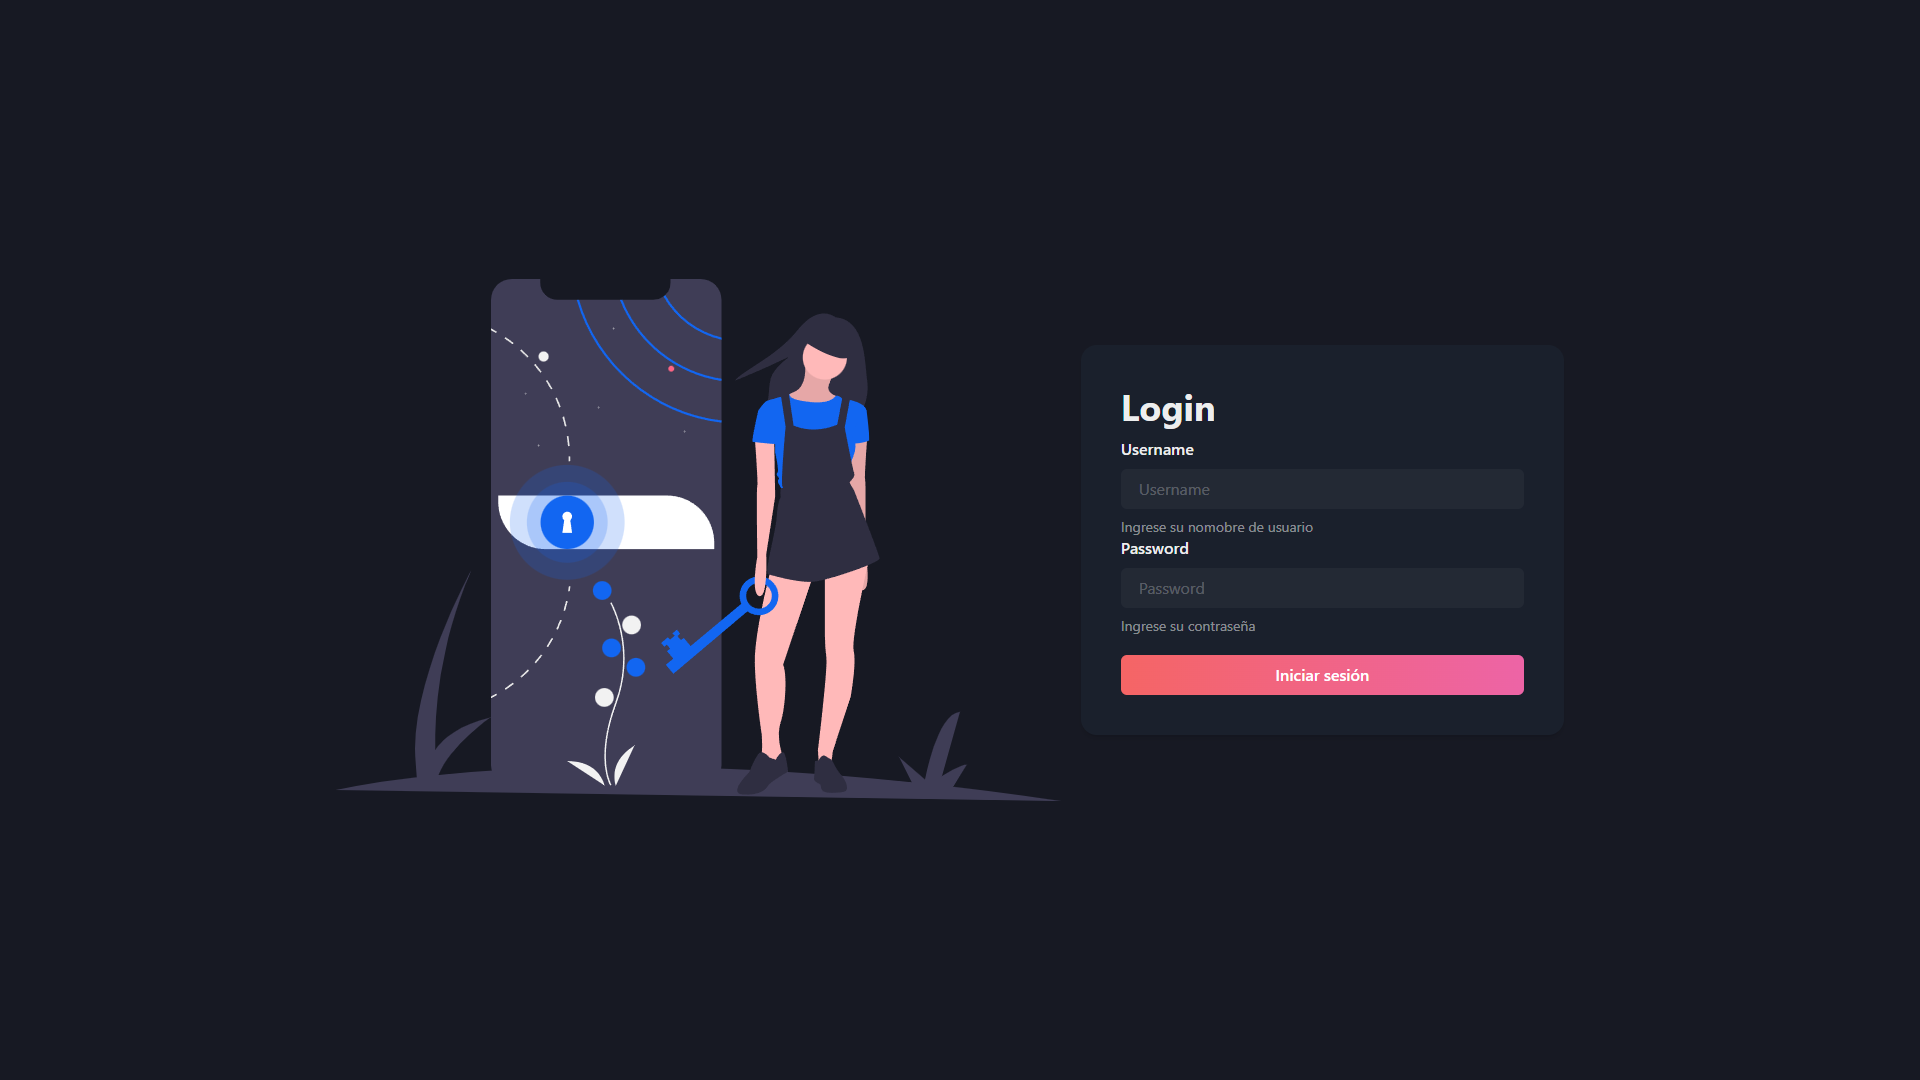 Login
Username
Username
Ingrese su nomobre de usuario
Password
Password
Ingrese su contraseña
Iniciar sesión